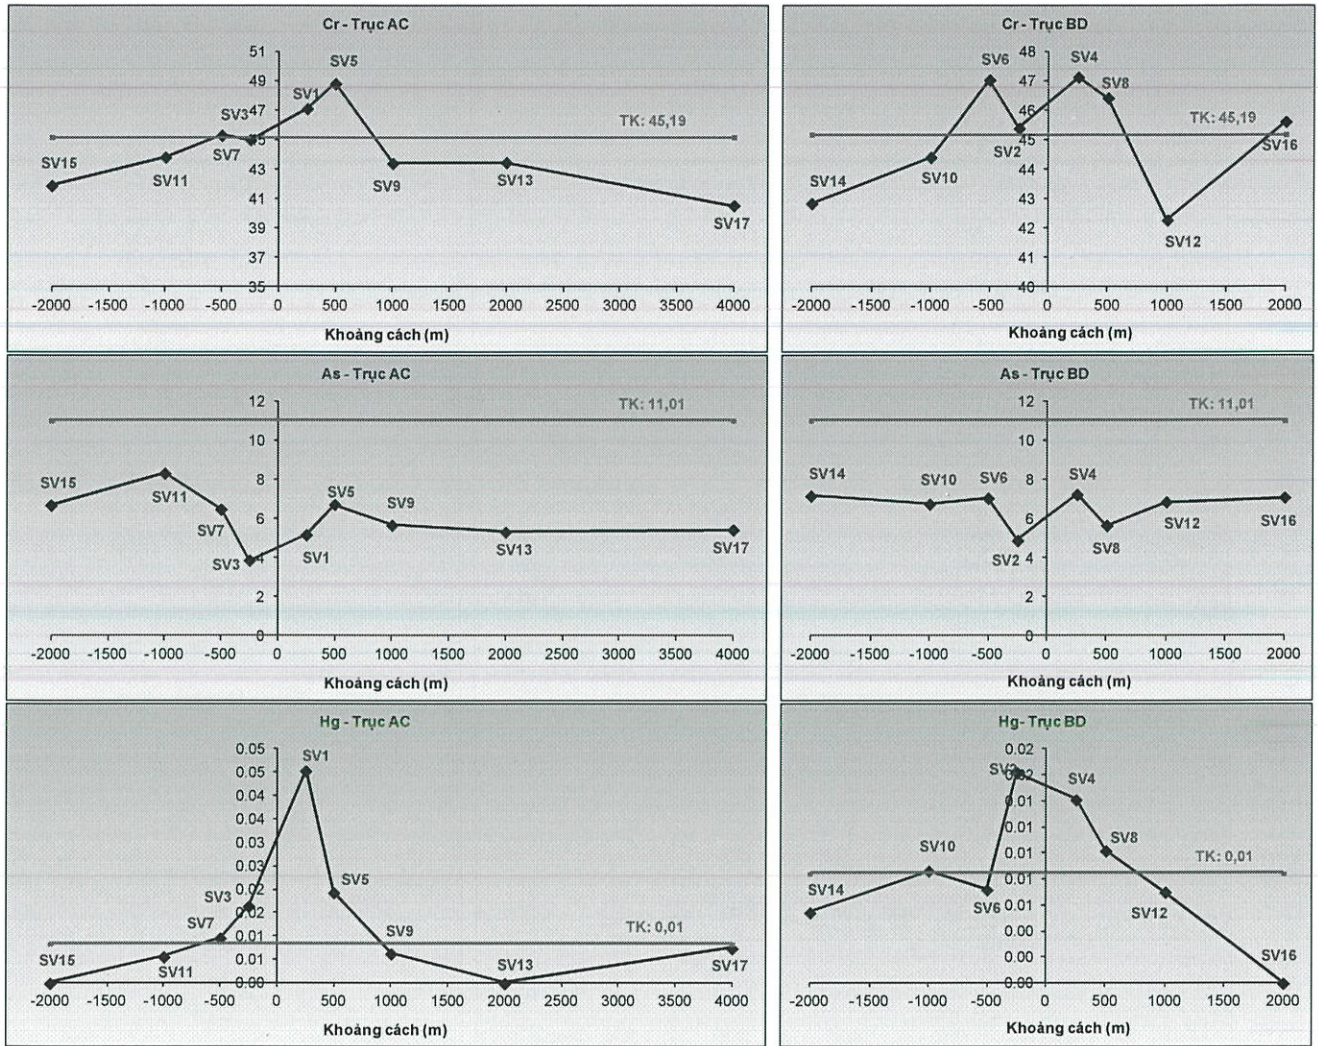 Cr - Trục AC
51
49
47
45
43
41
39
37
35
SV15
SV11
SV7
SV3
SV1
SV5
SV9
SV13
SV17
TK: 45,19
-2000 -1500 -1000 -500 0 500 1000 1500 2000 2500 3000 3500 4000
Khoảng cách (m)
Cr - Trục BD
48
47
46
45
44
43
42
41
40
SV14
SV10
SV6
SV2
SV4
SV8
SV12
SV16
TK: 45,19
-2000 -1500 -1000 -500 0 500 1000 1500 2000
Khoảng cách (m)
As - Trục AC
12
10
8
6
4
2
0
SV15
SV11
SV7
SV3
SV1
SV5
SV9
SV13
SV17
TK: 11,01
-2000 -1500 -1000 -500 0 500 1000 1500 2000 2500 3000 3500 4000
Khoảng cách (m)
As - Trục BD
12
10
8
6
4
2
0
SV14
SV10
SV6
SV2
SV4
SV8
SV12
SV16
TK: 11,01
-2000 -1500 -1000 -500 0 500 1000 1500 2000
Khoảng cách (m)
Hg - Trục AC
0.05
0.05
0.04
0.04
0.03
0.03
0.02
0.02
0.01
0.01
0.00
SV15
SV11
SV7
SV3
SV1
SV5
SV9
SV13
SV17
TK: 0,01
-2000 -1500 -1000 -500 0 500 1000 1500 2000 2500 3000 3500 4000
Khoảng cách (m)
Hg- Trục BD
0.02
0.02
0.01
0.01
0.01
0.01
0.01
0.00
0.00
0.00
SV14
SV10
SV6
SV2
SV4
SV8
SV12
SV16
TK: 0,01
-2000 -1500 -1000 -500 0 500 1000 1500 2000
Khoảng cách (m)